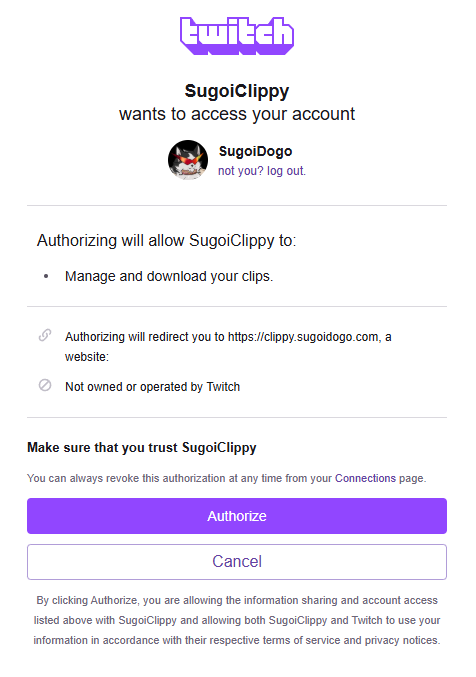 twitch
SugoiClippy
wants to access your account
SugoiDogo
not you? log out.
Authorizing will allow SugoiClippy to:
• Manage and download your clips.
Authorizing will redirect you to https://clippy.sugoidogo.com, a
website:
Not owned or operated by Twitch
Make sure that you trust SugoiClippy
You can always revoke this authorization at any time from your Connections page.
Authorize
Cancel
By clicking Authorize, you are allowing the information sharing and account access
listed above with SugoiClippy and allowing both SugoiClippy and Twitch to use your
information in accordance with their respective terms of service and privacy notices.